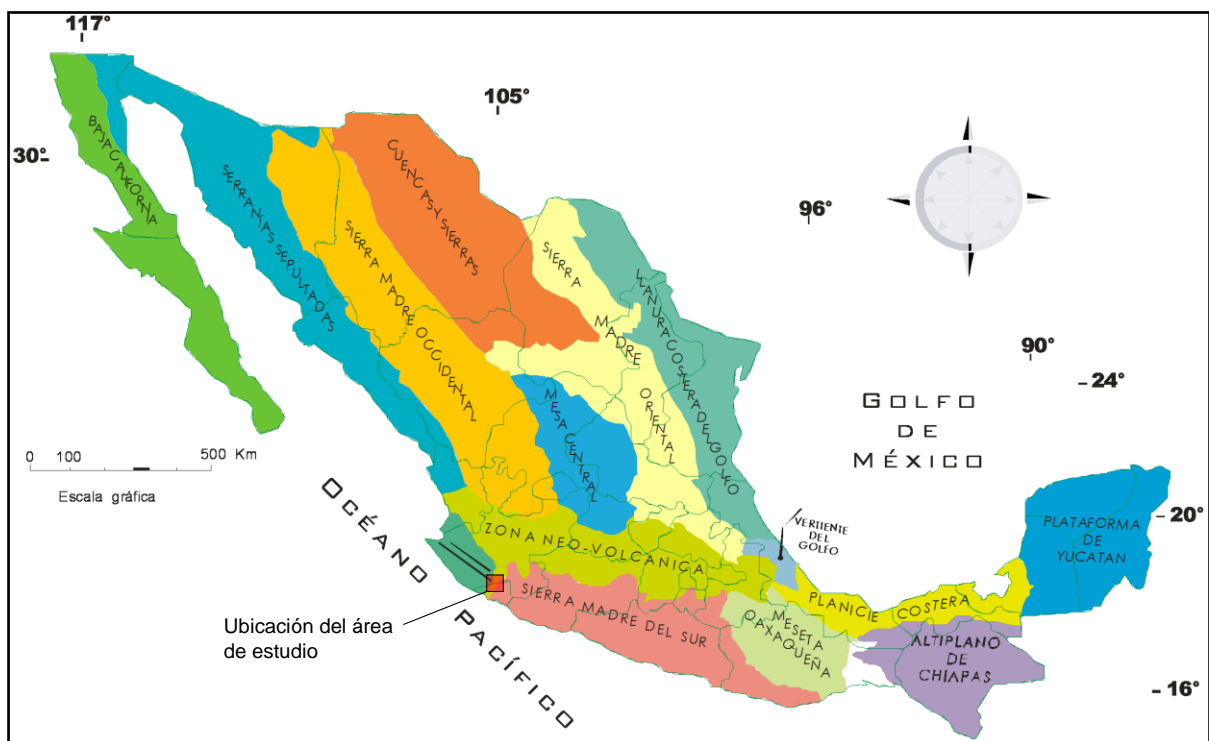 117°
105°
30°
96°
90°
24°
20°
16°
BAJA CALIFORNIA
SERRANÍAS SEPULTADAS
SIERRA MADRE OCCIDENTAL
CUENCAS Y SIERRAS
SIERRA MADRE ORIENTAL
LLANURA COSTERA DEL GOLFO
MESA CENTRAL
GOLFO
DE
MÉXICO
0 100 500 Km
Escala gráfica
OCÉANO PACÍFICO
ZONA NEO-VOLCANICA
VERTIENTE
DEL
GOLFO
PLATAFORMA
DE
YUCATAN
PLANICIE COSTERA
SIERRA MADRE DEL SUR
MESETA
OAXAQUEÑA
ALTIPLANO
DE
CHIAPAS
Ubicación del área
de estudio